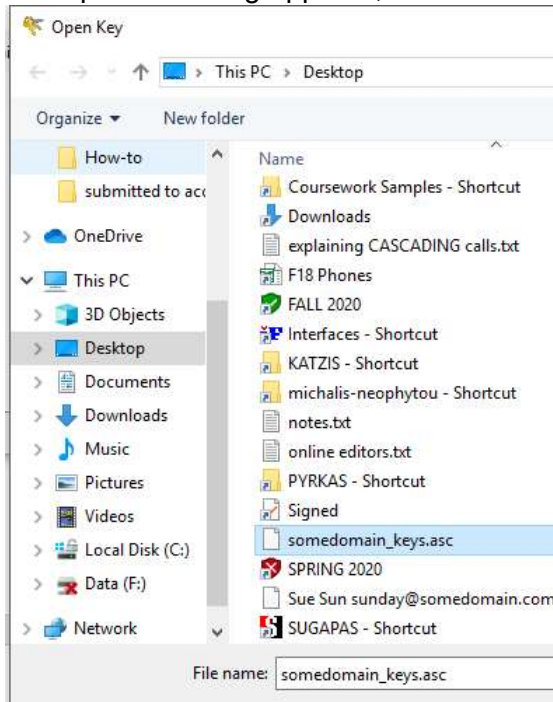 Open Key
This PC > Desktop
Organize
New folder
How-to
submitted to acc
OneDrive
This PC
3D Objects
Desktop
Documents
Downloads
Music
Pictures
Videos
Local Disk (C:)
Data (F:)
Network
Name
Coursework Samples - Shortcut
Downloads
explaining CASCADING calls.txt
F18 Phones
FALL 2020
Interfaces - Shortcut
KATZIS - Shortcut
michalis-neophytou - Shortcut
notes.txt
online editors.txt
PYRKAS - Shortcut
Signed
somedomain_keys.asc
SPRING 2020
Sue Sun sunday@somedomain.com
SUGAPAS - Shortcut
File name: somedomain_keys.asc